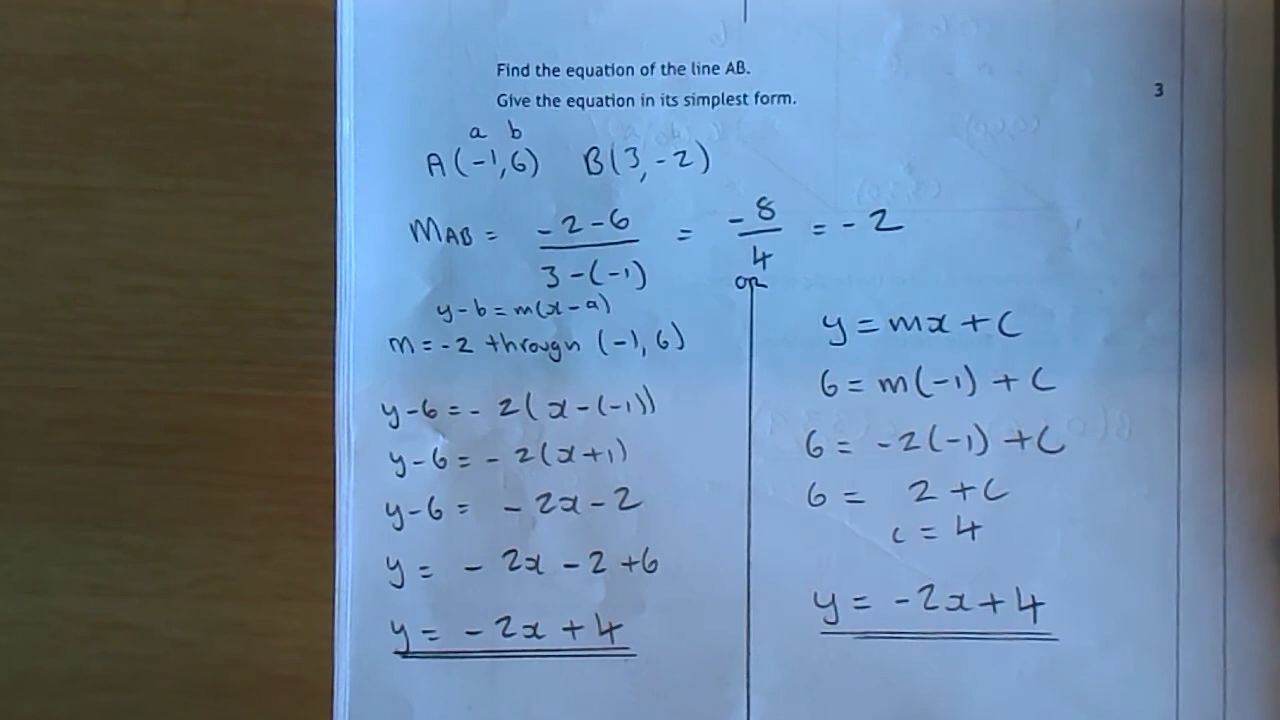 Find the equation of the line AB.
Give the equation in its simplest form.
3
a b
A(-1,6) B(3,-2)
MAB = -2-6 / 3-(-1) = -8/4 = -2
y-b=m(x-a)
m=-2 through (-1,6)
y-6=-2(x-(-1))
y-6=-2(x+1)
y-6= -2x-2
y= -2x-2+6
y= -2x+4
or
y=mx+c
6=m(-1)+c
6= -2(-1)+c
6= 2+c
c=4
y= -2x+4